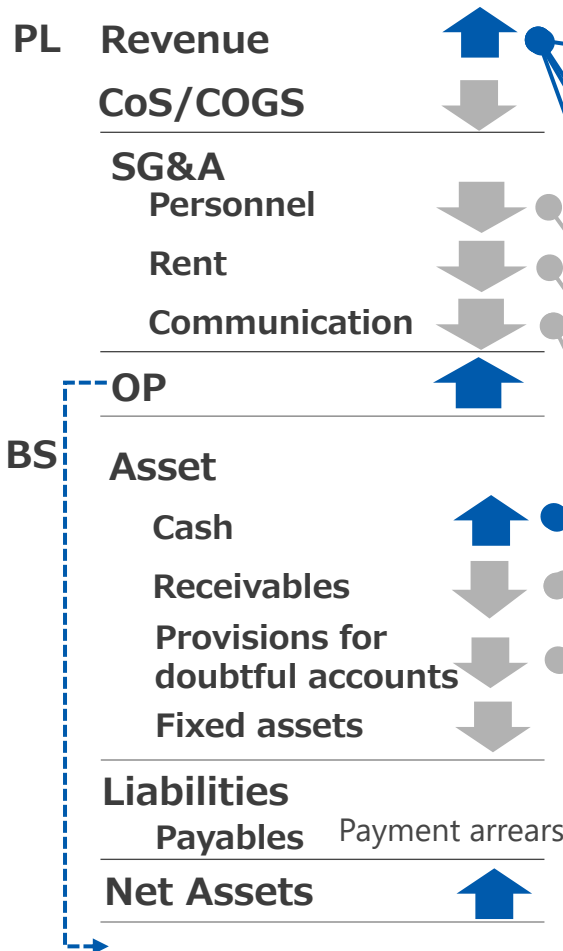 PL Revenue
CoS/COGS
SG&A
Personnel
Rent
Communication
OP
BS
Asset
Cash
Receivables
Provisions for
doubtful accounts
Fixed assets
Liabilities
Payables Payment arrears
Net Assets